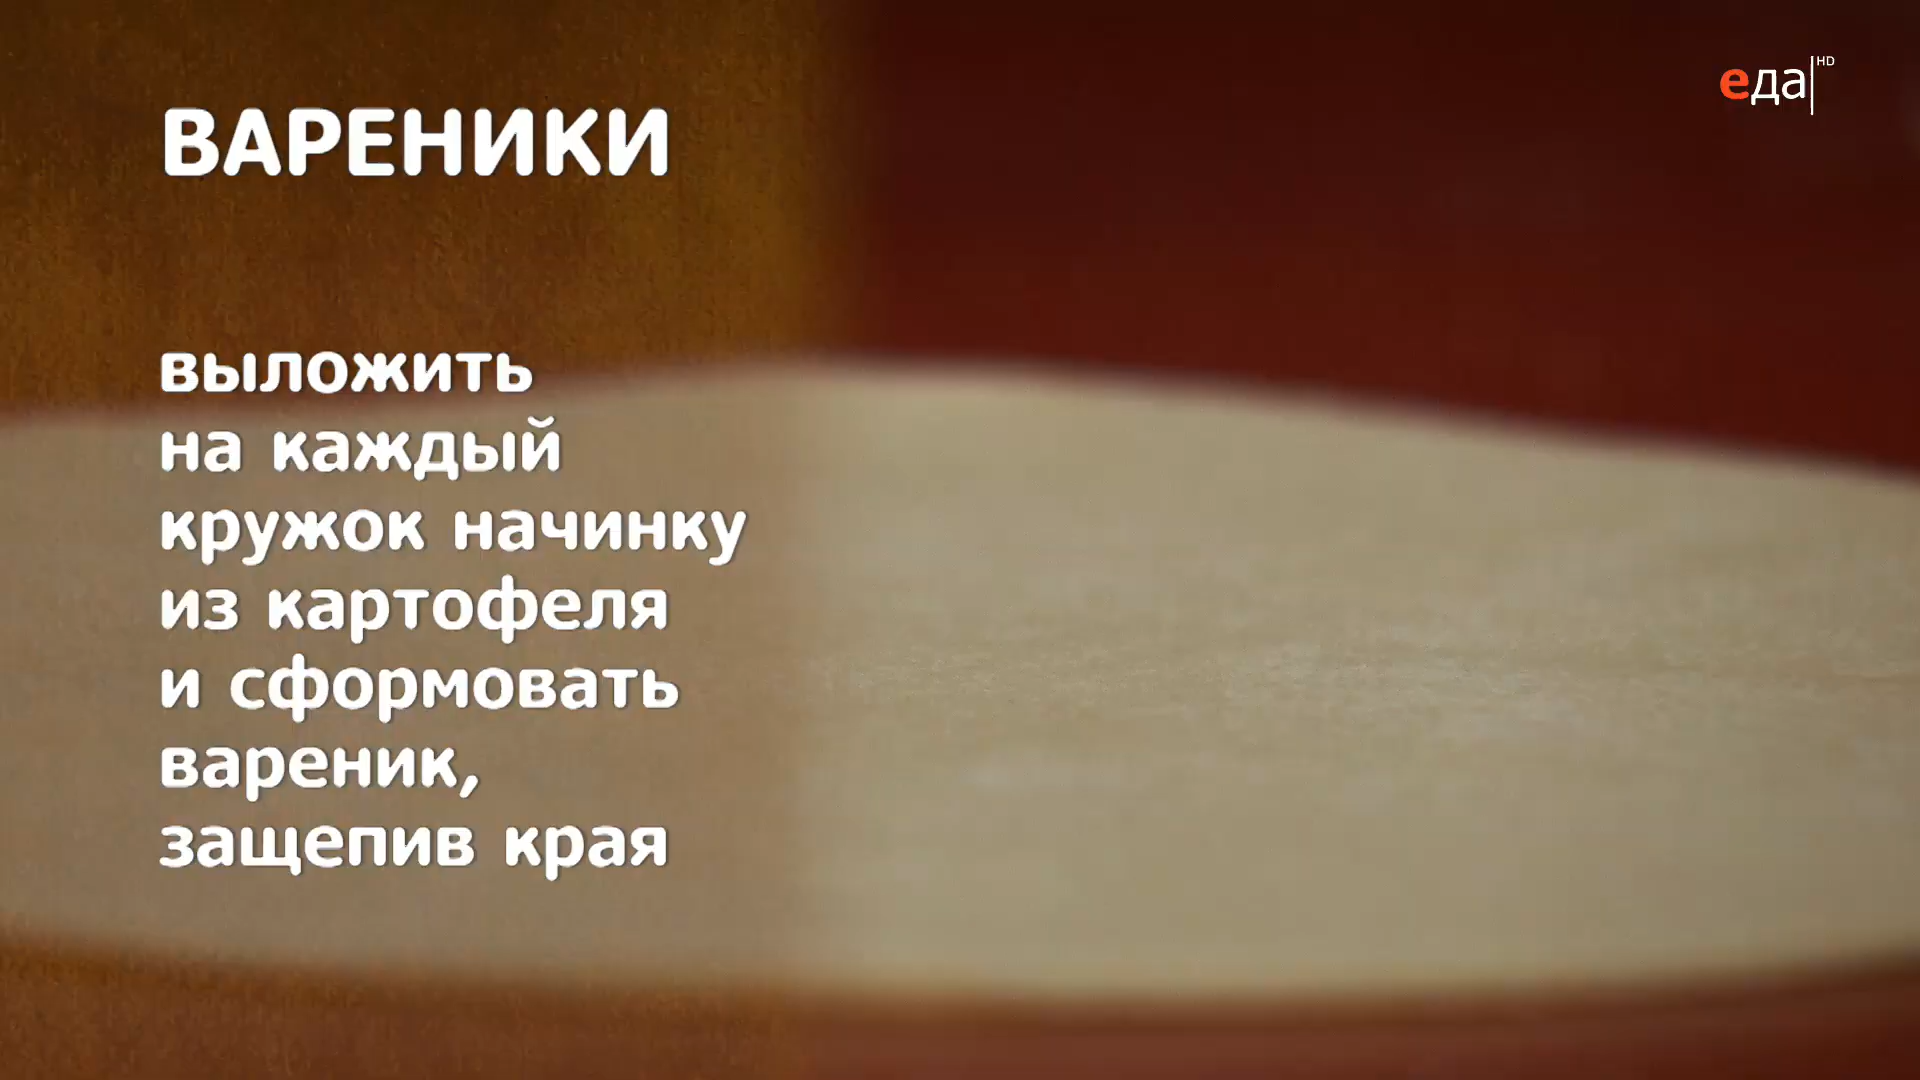 еда HD
ВАРЕНИКИ
выложить
на каждый
кружок начинку
из картофеля
и сформовать
вареник,
защепив края